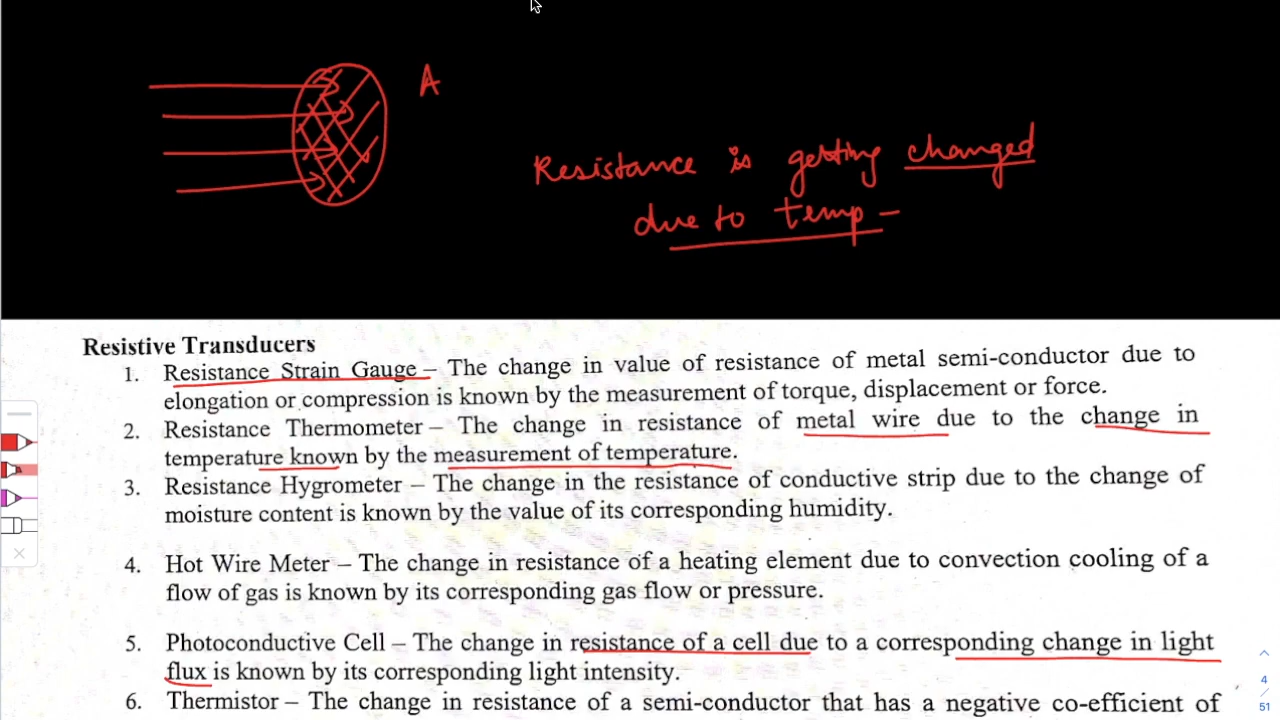 A
Resistance is getting changed
due to temp -
Resistive Transducers
1. Resistance Strain Gauge – The change in value of resistance of metal semi-conductor due to
elongation or compression is known by the measurement of torque, displacement or force.
2. Resistance Thermometer – The change in resistance of metal wire due to the change in
temperature known by the measurement of temperature.
3. Resistance Hygrometer – The change in the resistance of conductive strip due to the change of
moisture content is known by the value of its corresponding humidity.
4. Hot Wire Meter – The change in resistance of a heating element due to convection cooling of a
flow of gas is known by its corresponding gas flow or pressure.
5. Photoconductive Cell – The change in resistance of a cell due to a corresponding change in light
flux is known by its corresponding light intensity.
6. Thermistor – The change in resistance of a semi-conductor that has a negative co-efficient of
4
/
51